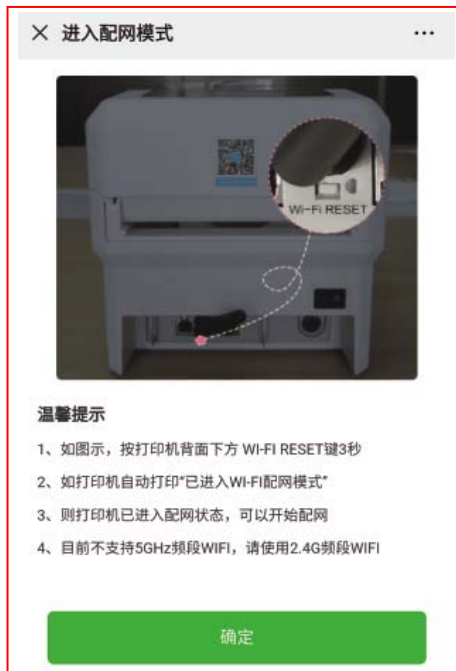 进入配网模式
Wi-Fi RESET
温馨提示
1、如图示，按打印机背面下方 WI-FI RESET键3秒
2、如打印机自动打印“已进入WI-FI配网模式”
3、则打印机已进入配网状态，可以开始配网
4、目前不支持5GHz频段WIFI，请使用2.4G频段WIFI
确定